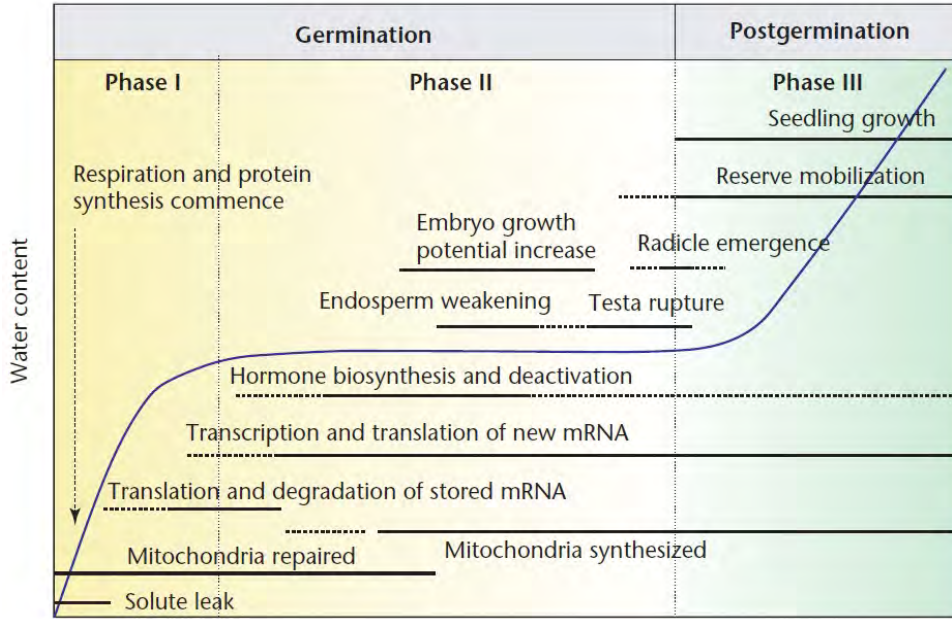 Germination
Postgermination
Phase I
Phase II
Phase III
Seedling growth
Respiration and protein
synthesis commence
Reserve mobilization
Embryo growth
potential increase
Radicle emergence
Endosperm weakening
Testa rupture
Water content
Hormone biosynthesis and deactivation
Transcription and translation of new mRNA
Translation and degradation of stored mRNA
Mitochondria synthesized
Mitochondria repaired
Solute leak